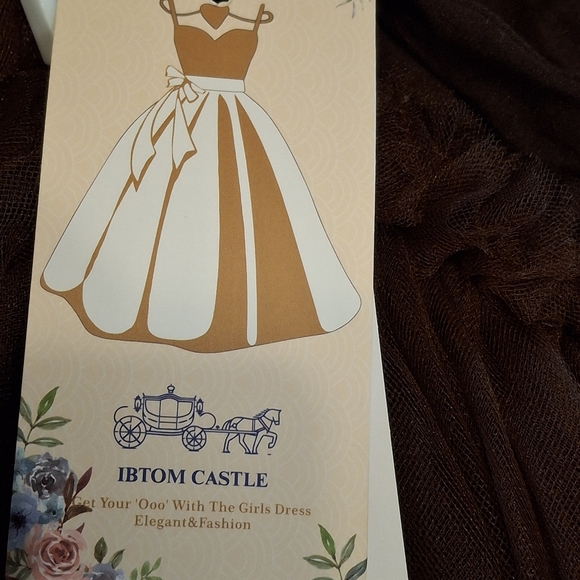 IBTOM CASTLE
Get Your 'Ooo' With The Girls Dress
Elegant&Fashion